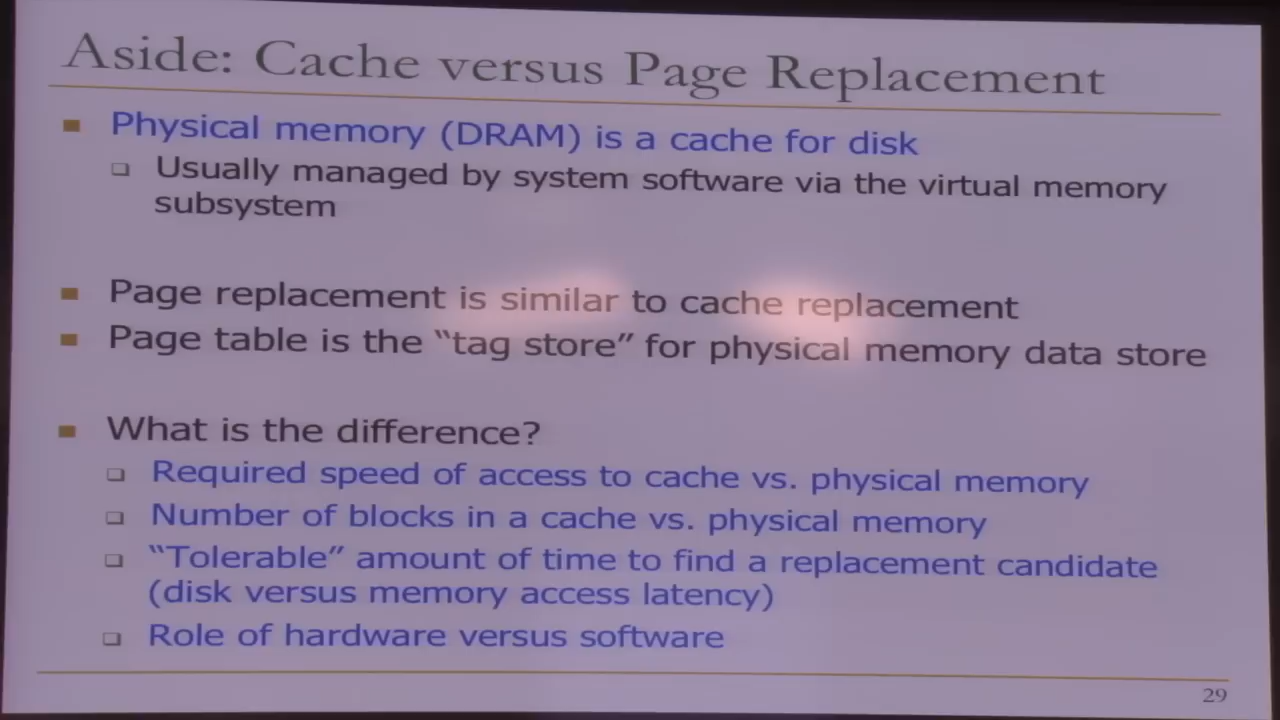 Aside: Cache versus Page Replacement
Physical memory (DRAM) is a cache for disk
Usually managed by system software via the virtual memory
subsystem
Page replacement is similar to cache replacement
Page table is the “tag store” for physical memory data store
What is the difference?
Required speed of access to cache vs. physical memory
Number of blocks in a cache vs. physical memory
“Tolerable” amount of time to find a replacement candidate
(disk versus memory access latency)
Role of hardware versus software
29